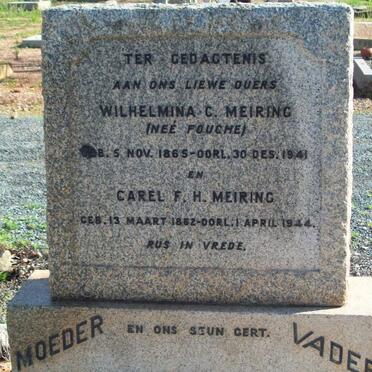 TER GEDAGTENIS
AAN ONS LIEWE OUERS
WILHELMINA C. MEIRING
(NEÉ FOUCHE)
GEB. 5 NOV. 1865-OORL. 30 DES. 1941
EN
CAREL F. H. MEIRING
GEB. 13 MAART 1862-OORL. 1 APRIL 1944.
RUS IN VREDE.
MOEDER EN ONS SEUN GERT. VADER